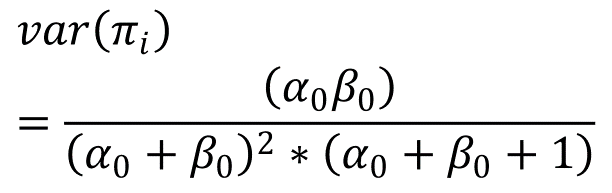 var(π_i)
= (α_0β_0) / (α_0 + β_0)^2 * (α_0 + β_0 + 1)